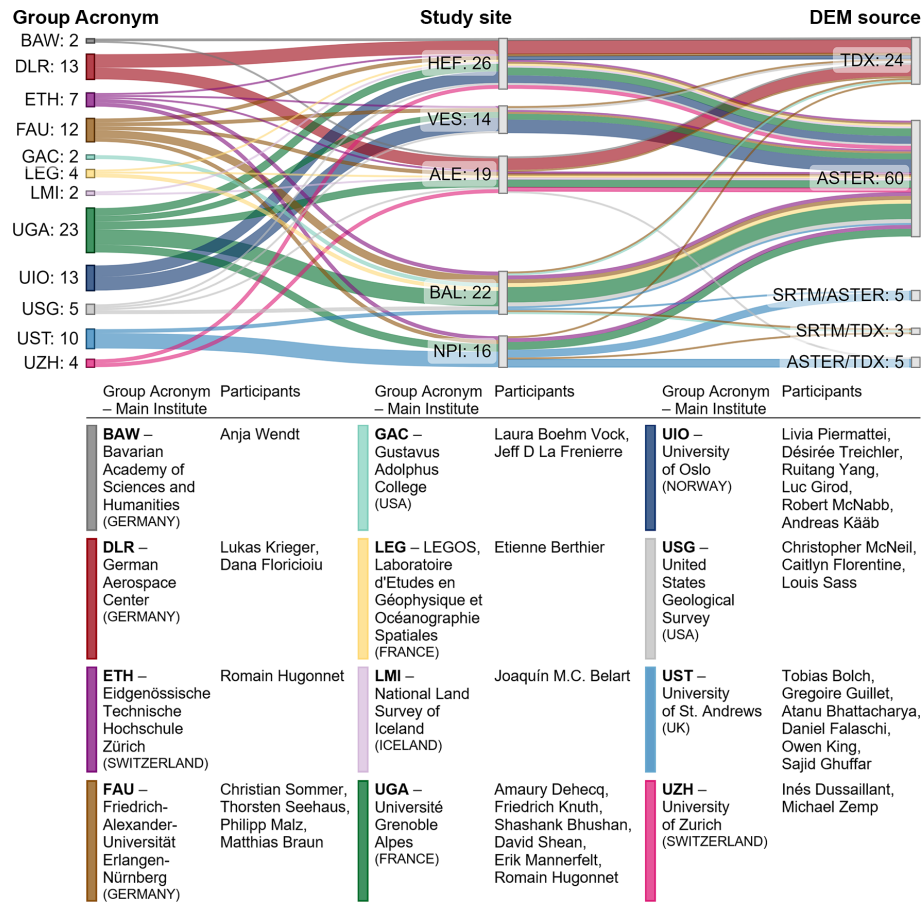 Group Acronym
Study site
DEM source
BAW: 2
DLR: 13
ETH: 7
FAU: 12
GAC: 2
LEG: 4
LMI: 2
UGA: 23
UIO: 13
USG: 5
UST: 10
UZH: 4
HEF: 26
VES: 14
ALE: 19
BAL: 22
NPI: 16
TDX: 24
ASTER: 60
SRTM/ASTER: 5
SRTM/TDX: 3
ASTER/TDX: 5
Group Acronym
– Main Institute
Participants
Group Acronym
– Main Institute
Participants
Group Acronym
– Main Institute
Participants
BAW –
Bavarian
Academy of
Sciences and
Humanities
(GERMANY)
Anja Wendt
GAC –
Gustavus
Adolphus
College
(USA)
Laura Boehm Vock,
Jeff D La Frenierre
UIO –
University
of Oslo
(NORWAY)
Livia Piermattei,
Désirée Treichler,
Ruitang Yang,
Luc Girod,
Robert McNabb,
Andreas Kääb
DLR –
German
Aerospace
Center
(GERMANY)
Lukas Krieger,
Dana Floricioiu
LEG – LEGOS,
Laboratoire
d'Etudes en
Géophysique et
Océanographie
Spatiales
(FRANCE)
Etienne Berthier
USG –
United
States
Geological
Survey
(USA)
Christopher McNeil,
Caitlyn Florentine,
Louis Sass
ETH –
Eidgenössische
Technische
Hochschule
Zürich
(SWITZERLAND)
Romain Hugonnet
LMI –
National Land
Survey of
Iceland
(ICELAND)
Joaquín M.C. Belart
UST –
University
of St. Andrews
(UK)
Tobias Bolch,
Gregoire Guillet,
Atanu Bhattacharya,
Daniel Falaschi,
Owen King,
Sajid Ghuffar
FAU –
Friedrich-
Alexander-
Universität
Erlangen-
Nürnberg
(GERMANY)
Christian Sommer,
Thorsten Seehaus,
Philipp Malz,
Matthias Braun
UGA –
Université
Grenoble
Alpes
(FRANCE)
Amaury Dehecq,
Friedrich Knuth,
Shashank Bhushan,
David Shean,
Erik Mannerfelt,
Romain Hugonnet
UZH –
University
of Zurich
(SWITZERLAND)
Inés Dussaillant,
Michael Zemp